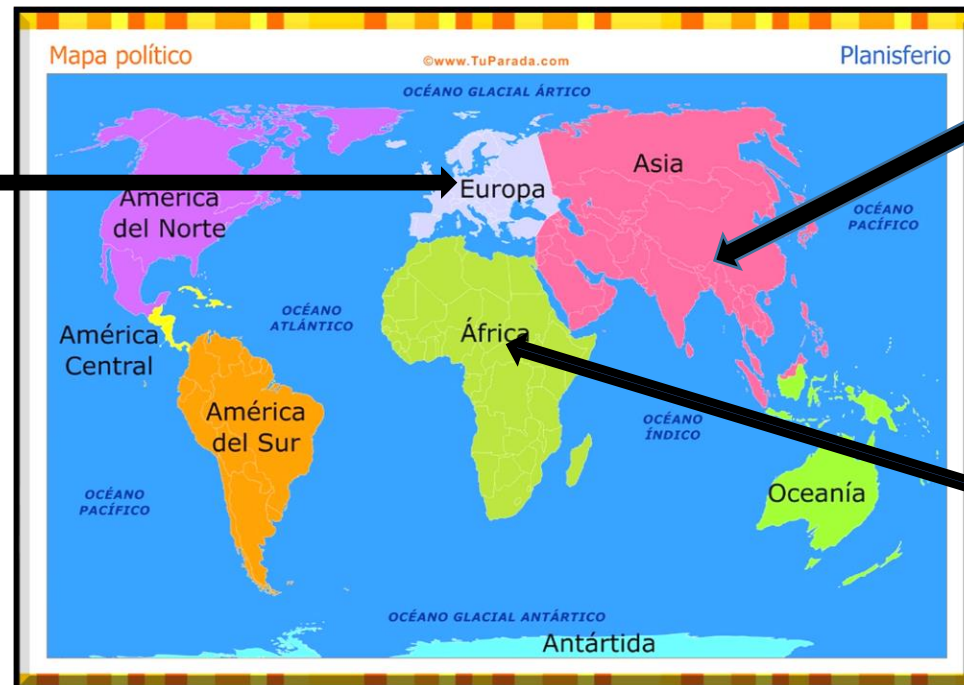 Mapa político
©www.TuParada.com
Planisferio
OCÉANO GLACIAL ÁRTICO
América
del Norte
Europa
Asia
OCÉANO
PACÍFICO
OCÉANO
ATLÁNTICO
América
Central
África
América
del Sur
OCÉANO
ÍNDICO
OCÉANO
PACÍFICO
Oceanía
OCÉANO GLACIAL ANTÁRTICO
Antártida